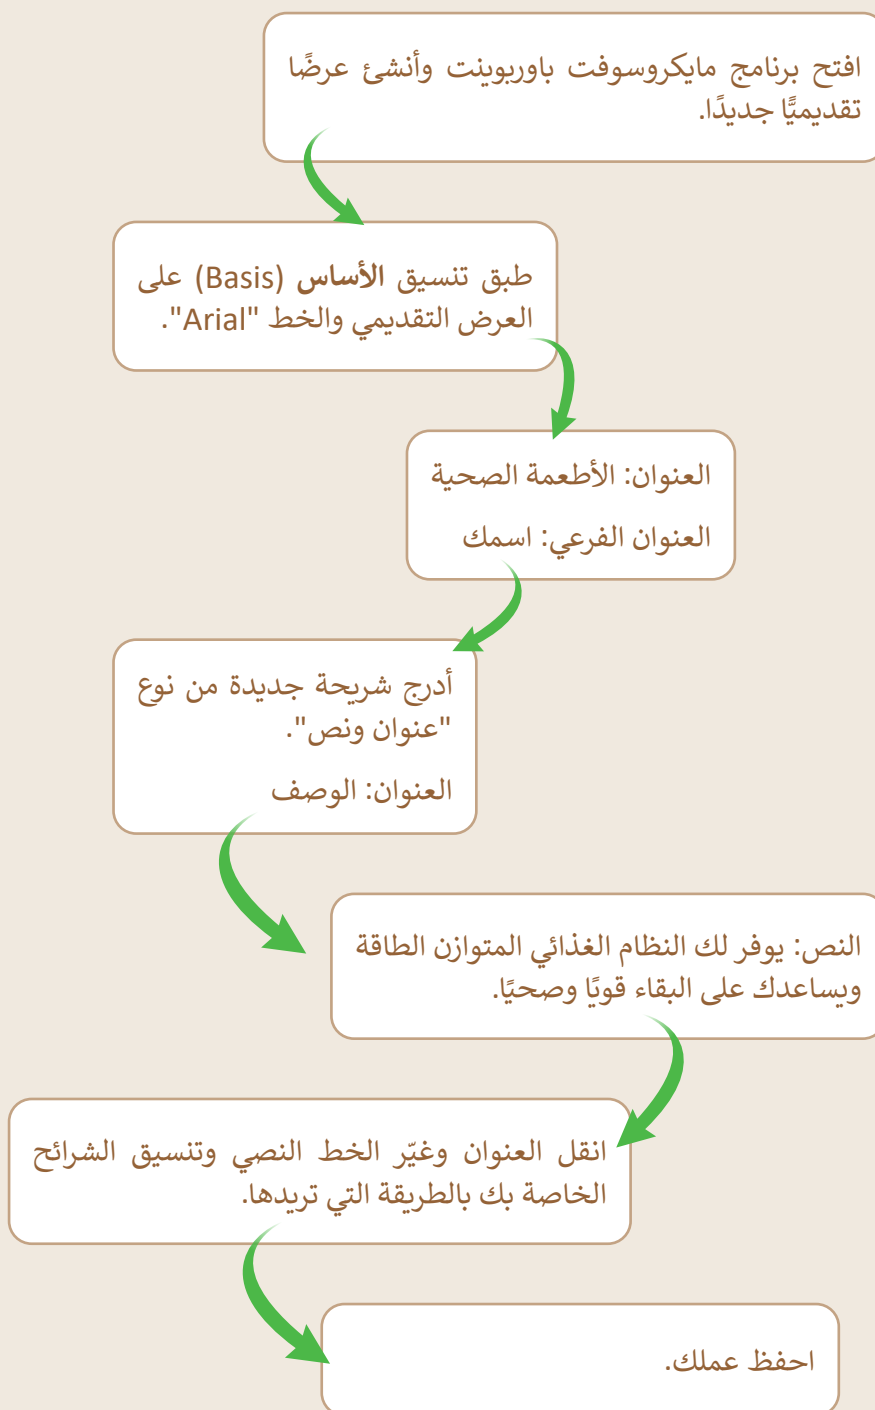 افتح برنامج مايكروسوفت باوربوينت وأنشئ عرضًا
تقديميًّا جديدًا.
طبق تنسيق الأساس (Basis) على
العرض التقديمي والخط "Arial".
العنوان: الأطعمة الصحية
العنوان الفرعي: اسمك
أدرج شريحة جديدة من نوع
"عنوان ونص".
العنوان: الوصف
النص: يوفر لك النظام الغذائي المتوازن الطاقة
ويساعدك على البقاء قويًا وصحيًا.
انقل العنوان وغيّر الخط النصي وتنسيق الشرائح
الخاصة بك بالطريقة التي تريدها.
احفظ عملك.